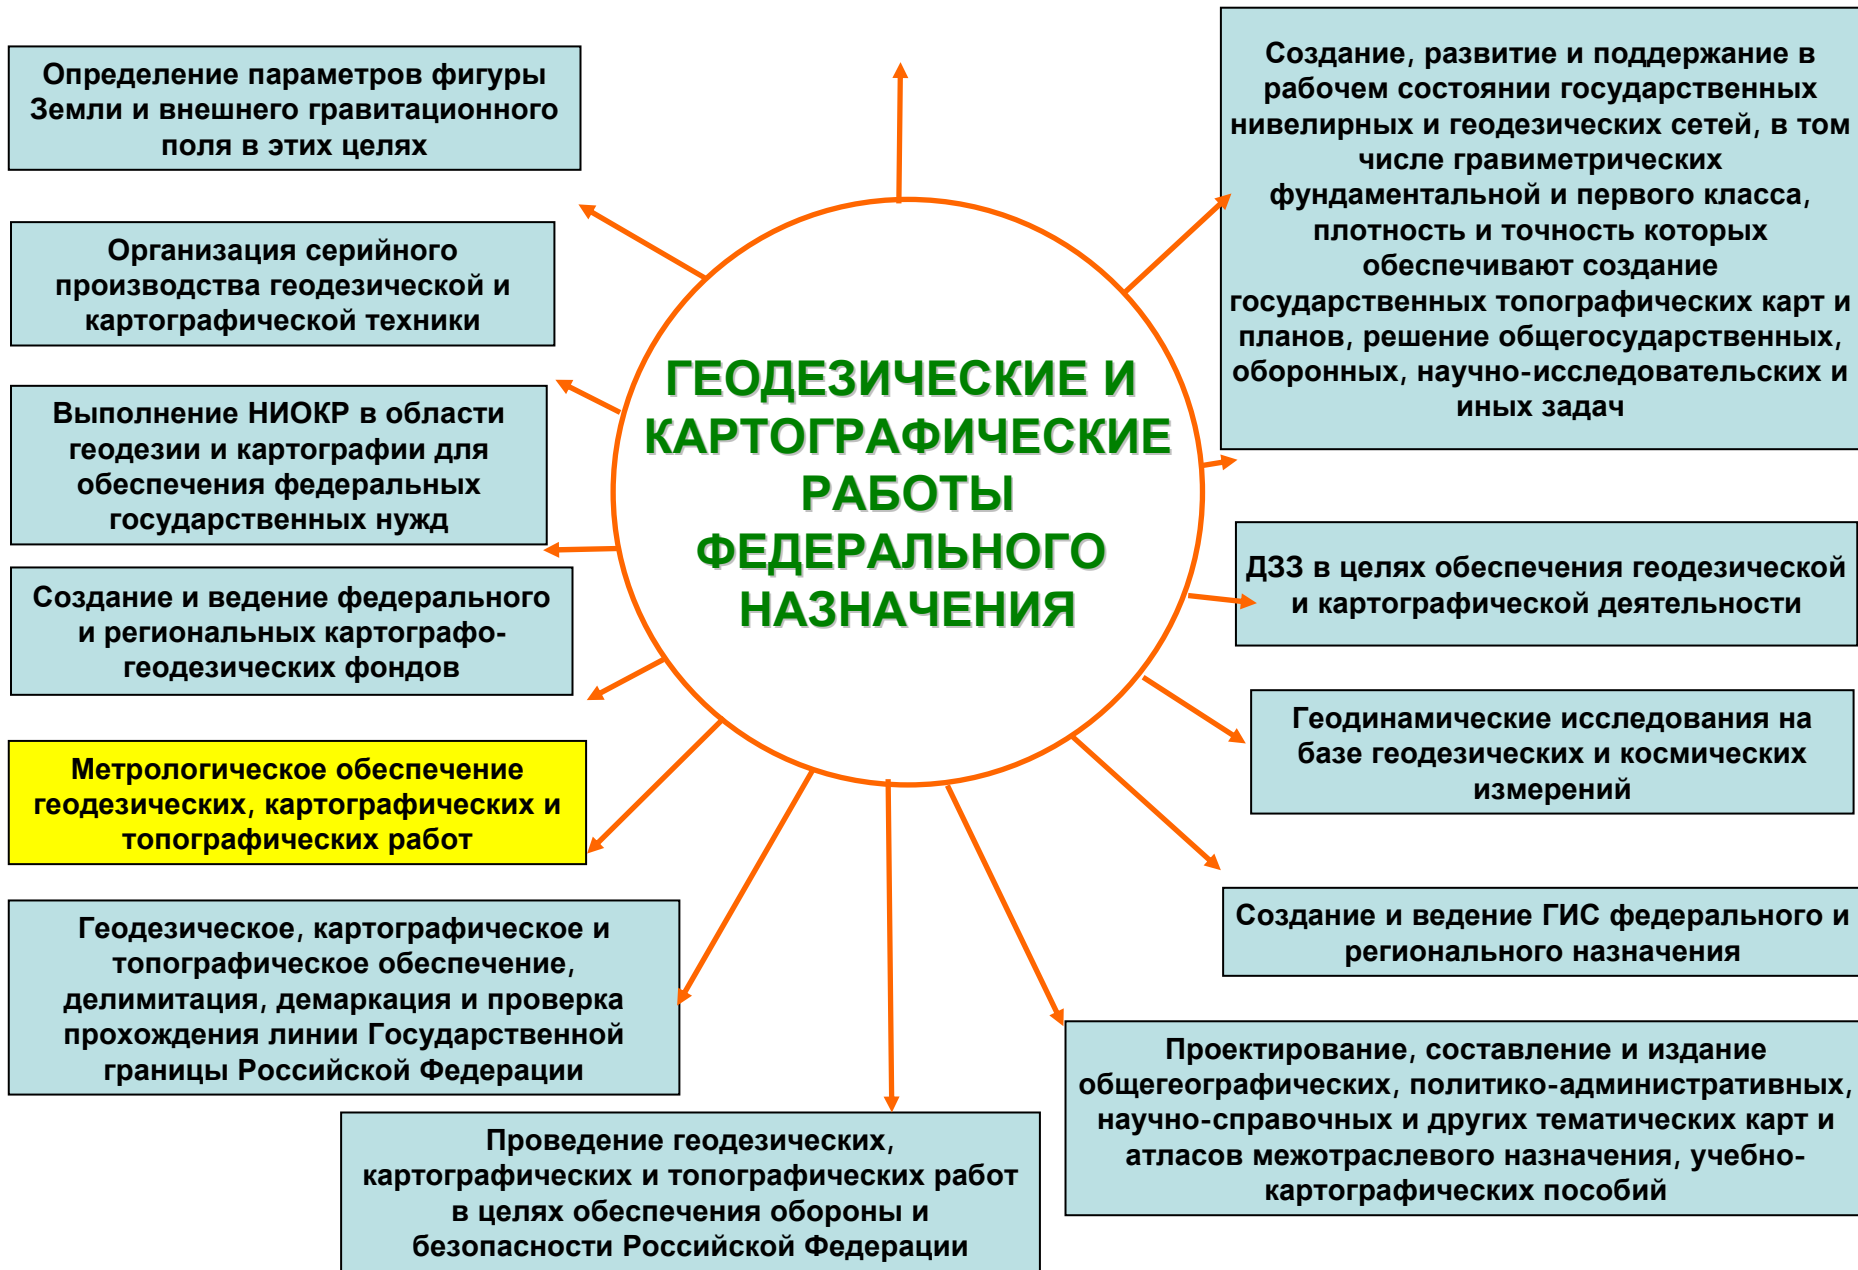 Определение параметров фигуры
Земли и внешнего гравитационного
поля в этих целях
Организация серийного
производства геодезической и
картографической техники
Выполнение НИОКР в области
геодезии и картографии для
обеспечения федеральных
государственных нужд
Создание и ведение федерального
и региональных картографо-
геодезических фондов
Метрологическое обеспечение
геодезических, картографических и
топографических работ
Геодезическое, картографическое и
топографическое обеспечение,
делимитация, демаркация и проверка
прохождения линии Государственной
границы Российской Федерации
Проведение геодезических,
картографических и топографических работ
в целях обеспечения обороны и
безопасности Российской Федерации
ГЕОДЕЗИЧЕСКИЕ И
КАРТОГРАФИЧЕСКИЕ
РАБОТЫ
ФЕДЕРАЛЬНОГО
НАЗНАЧЕНИЯ
Создание, развитие и поддержание в
рабочем состоянии государственных
нивелирных и геодезических сетей, в том
числе гравиметрических
фундаментальной и первого класса,
плотность и точность которых
обеспечивают создание
государственных топографических карт и
планов, решение общегосударственных,
оборонных, научно-исследовательских и
иных задач
ДЗЗ в целях обеспечения геодезической
и картографической деятельности
Геодинамические исследования на
базе геодезических и космических
измерений
Создание и ведение ГИС федерального и
регионального назначения
Проектирование, составление и издание
общегеографических, политико-административных,
научно-справочных и других тематических карт и
атласов межотраслевого назначения, учебно-
картографических пособий